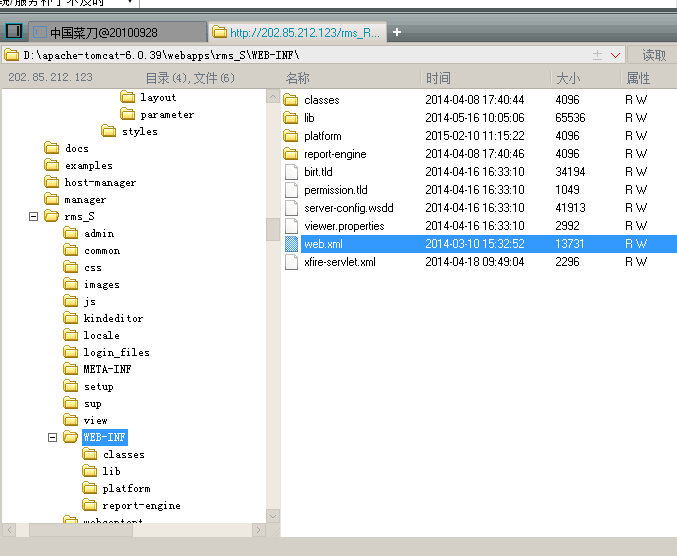 中国菜刀@20100928
http://202.85.212.123/rms_R...
+
D:\apache-tomcat-6.0.39\webapps\rms_S\WEB-INF\
读取
202.85.212.123
目录(4),文件(6)
名称 时间 大小 属性
layout
parameter
styles
docs
examples
host-manager
manager
rms_S
admin
common
css
images
js
kindeditor
locale
login_files
META-INF
setup
sup
view
WEB-INF
classes
lib
platform
report-engine
webcontent
classes 2014-04-08 17:40:44 4096 R W
lib 2014-05-16 10:05:06 65536 R W
platform 2015-02-10 11:15:22 4096 R W
report-engine 2014-04-08 17:40:46 4096 R W
birt.tld 2014-04-16 16:33:10 34194 R W
permission.tld 2014-04-16 16:33:10 1049 R W
server-config.wsdd 2014-04-16 16:33:10 41913 R W
viewer.properties 2014-04-16 16:33:10 2992 R W
web.xml 2014-03-10 15:32:52 13731 R W
xfire-servlet.xml 2014-04-18 09:49:04 2296 R W